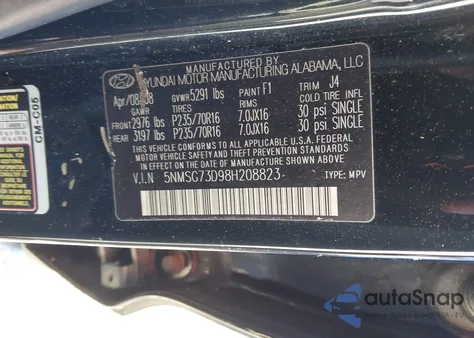 HYUNDAI MOTOR MANUFACTURING ALABAMA, LLC
Apr/08/08 GVWR 5291 lbs PAINT F1 TRIM J4
GAWR TIRES RIMS COLD TIRE INFL
FRONT 2976 lbs P235/70R16 7.0JX16 30 psi SINGLE
REAR 3197 lbs P235/70R16 7.0JX16 30 psi SINGLE
THIS VEHICLE CONFORMS TO ALL APPLICABLE U.S.A FEDERAL
MOTOR VEHICLE SAFETY, BUMPER, AND THEFT PREVENTION
STANDARDS IN EFFECT ON THE DATE OF MANUFACTURE SHOWN ABOVE
V.I.N 5NMSG73D98H208823 TYPE: MPV
CM-C05
autoSnap